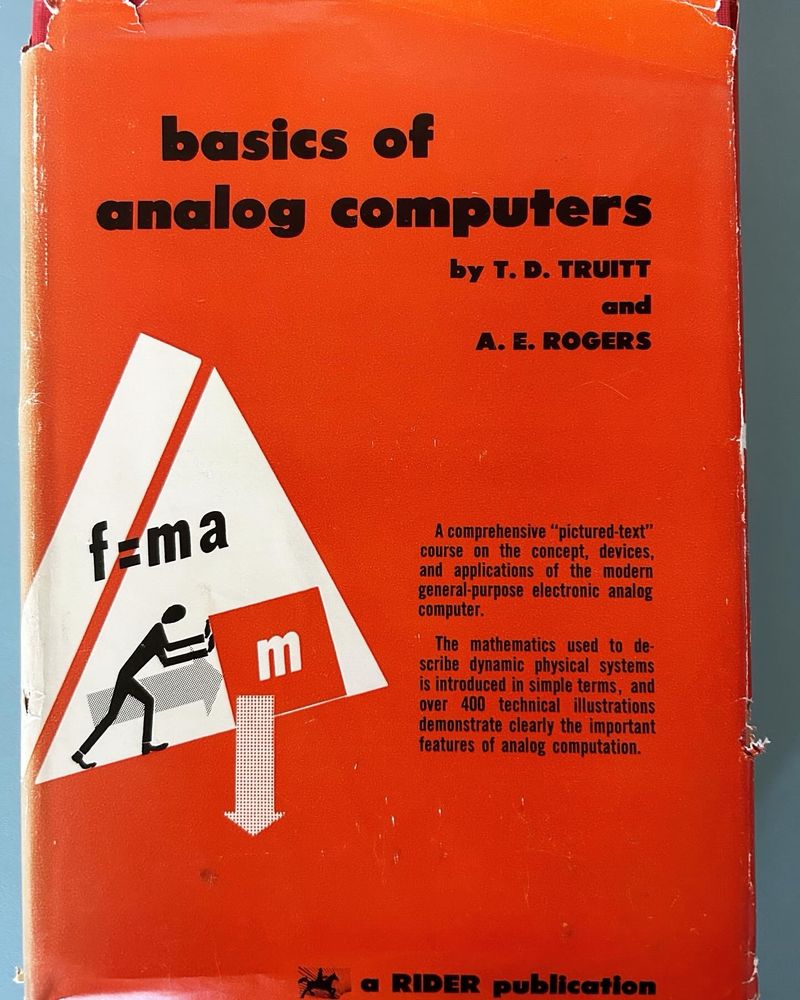 basics of
analog computers
by T. D. TRUITT
and
A. E. ROGERS
f=ma
m
A comprehensive “pictured-text”
course on the concept, devices,
and applications of the modern
general-purpose electronic analog
computer.
The mathematics used to de-
scribe dynamic physical systems
is introduced in simple terms, and
over 400 technical illustrations
demonstrate clearly the important
features of analog computation.
a RIDER publication